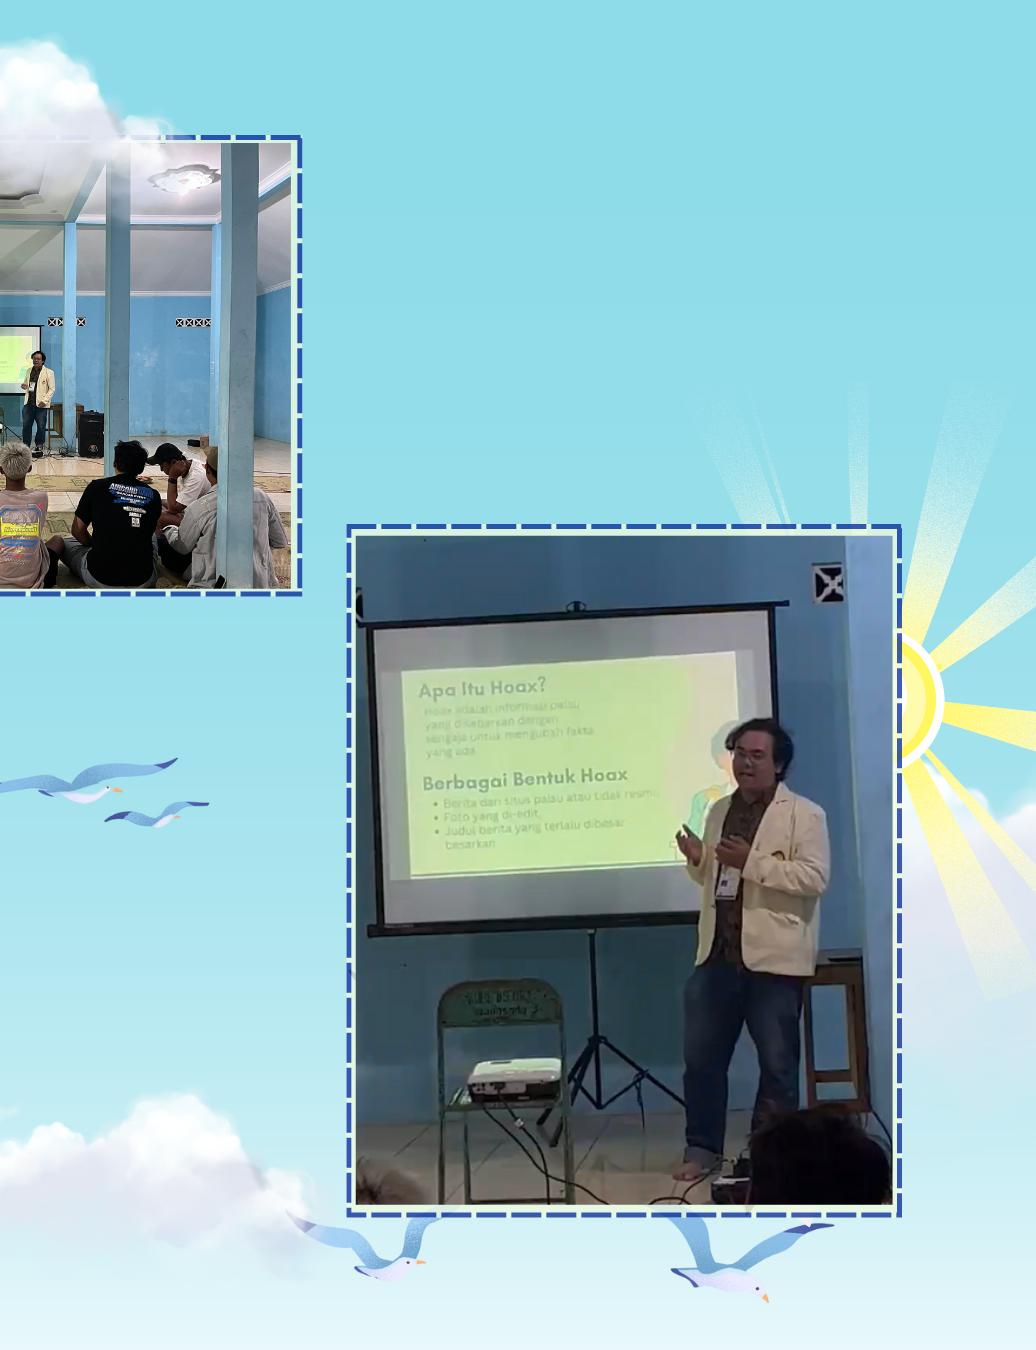 Apa Itu Hoax?
Hoax adalah informasi palsu
yang disebarkan dengan
sengaja untuk mengubah fakta
yang ada.
Berbagai Bentuk Hoax
• Berita dari situs palsu atau tidak resmi.
• Foto yang di-edit,
• Judul berita yang terlalu dibesar
besarkan